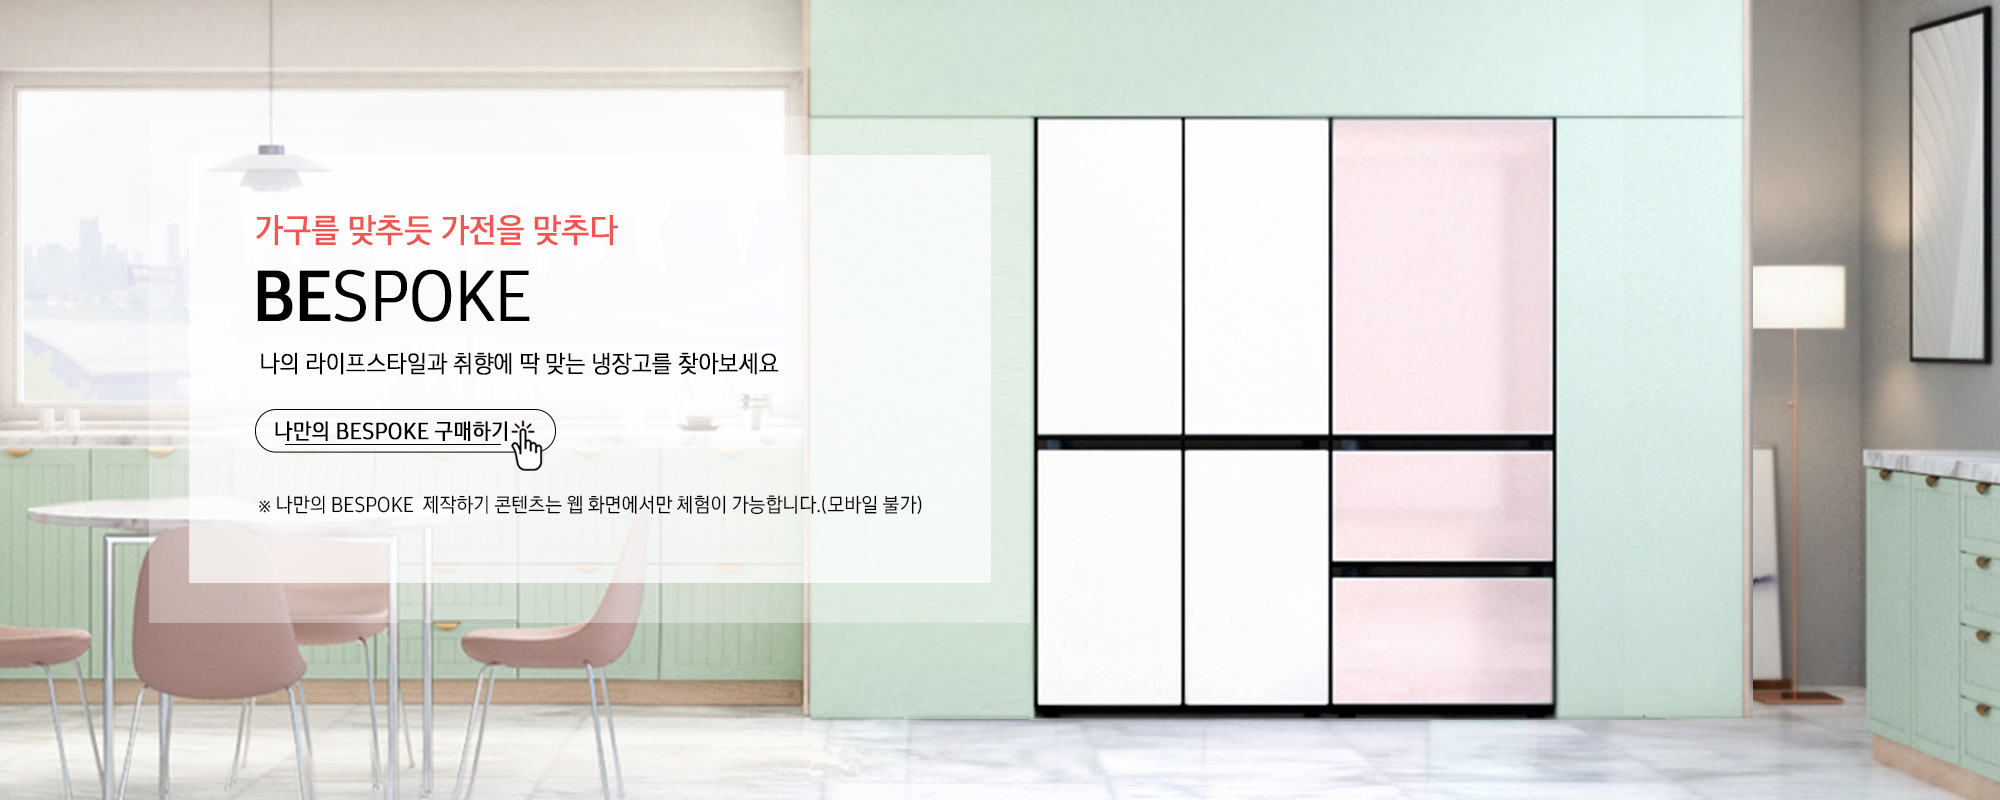 가구를 맞추듯 가전을 맞추다
BESPOKE
나의 라이프스타일과 취향에 딱 맞는 냉장고를 찾아보세요
나만의 BESPOKE 구매하기
※ 나만의 BESPOKE 제작하기 콘텐츠는 웹 화면에서만 체험이 가능합니다.(모바일 불가)